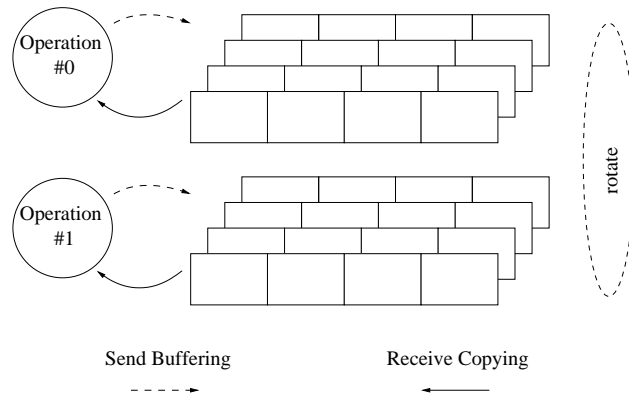 Operation
#0
rotate
Operation
#1
Send Buffering
Receive Copying